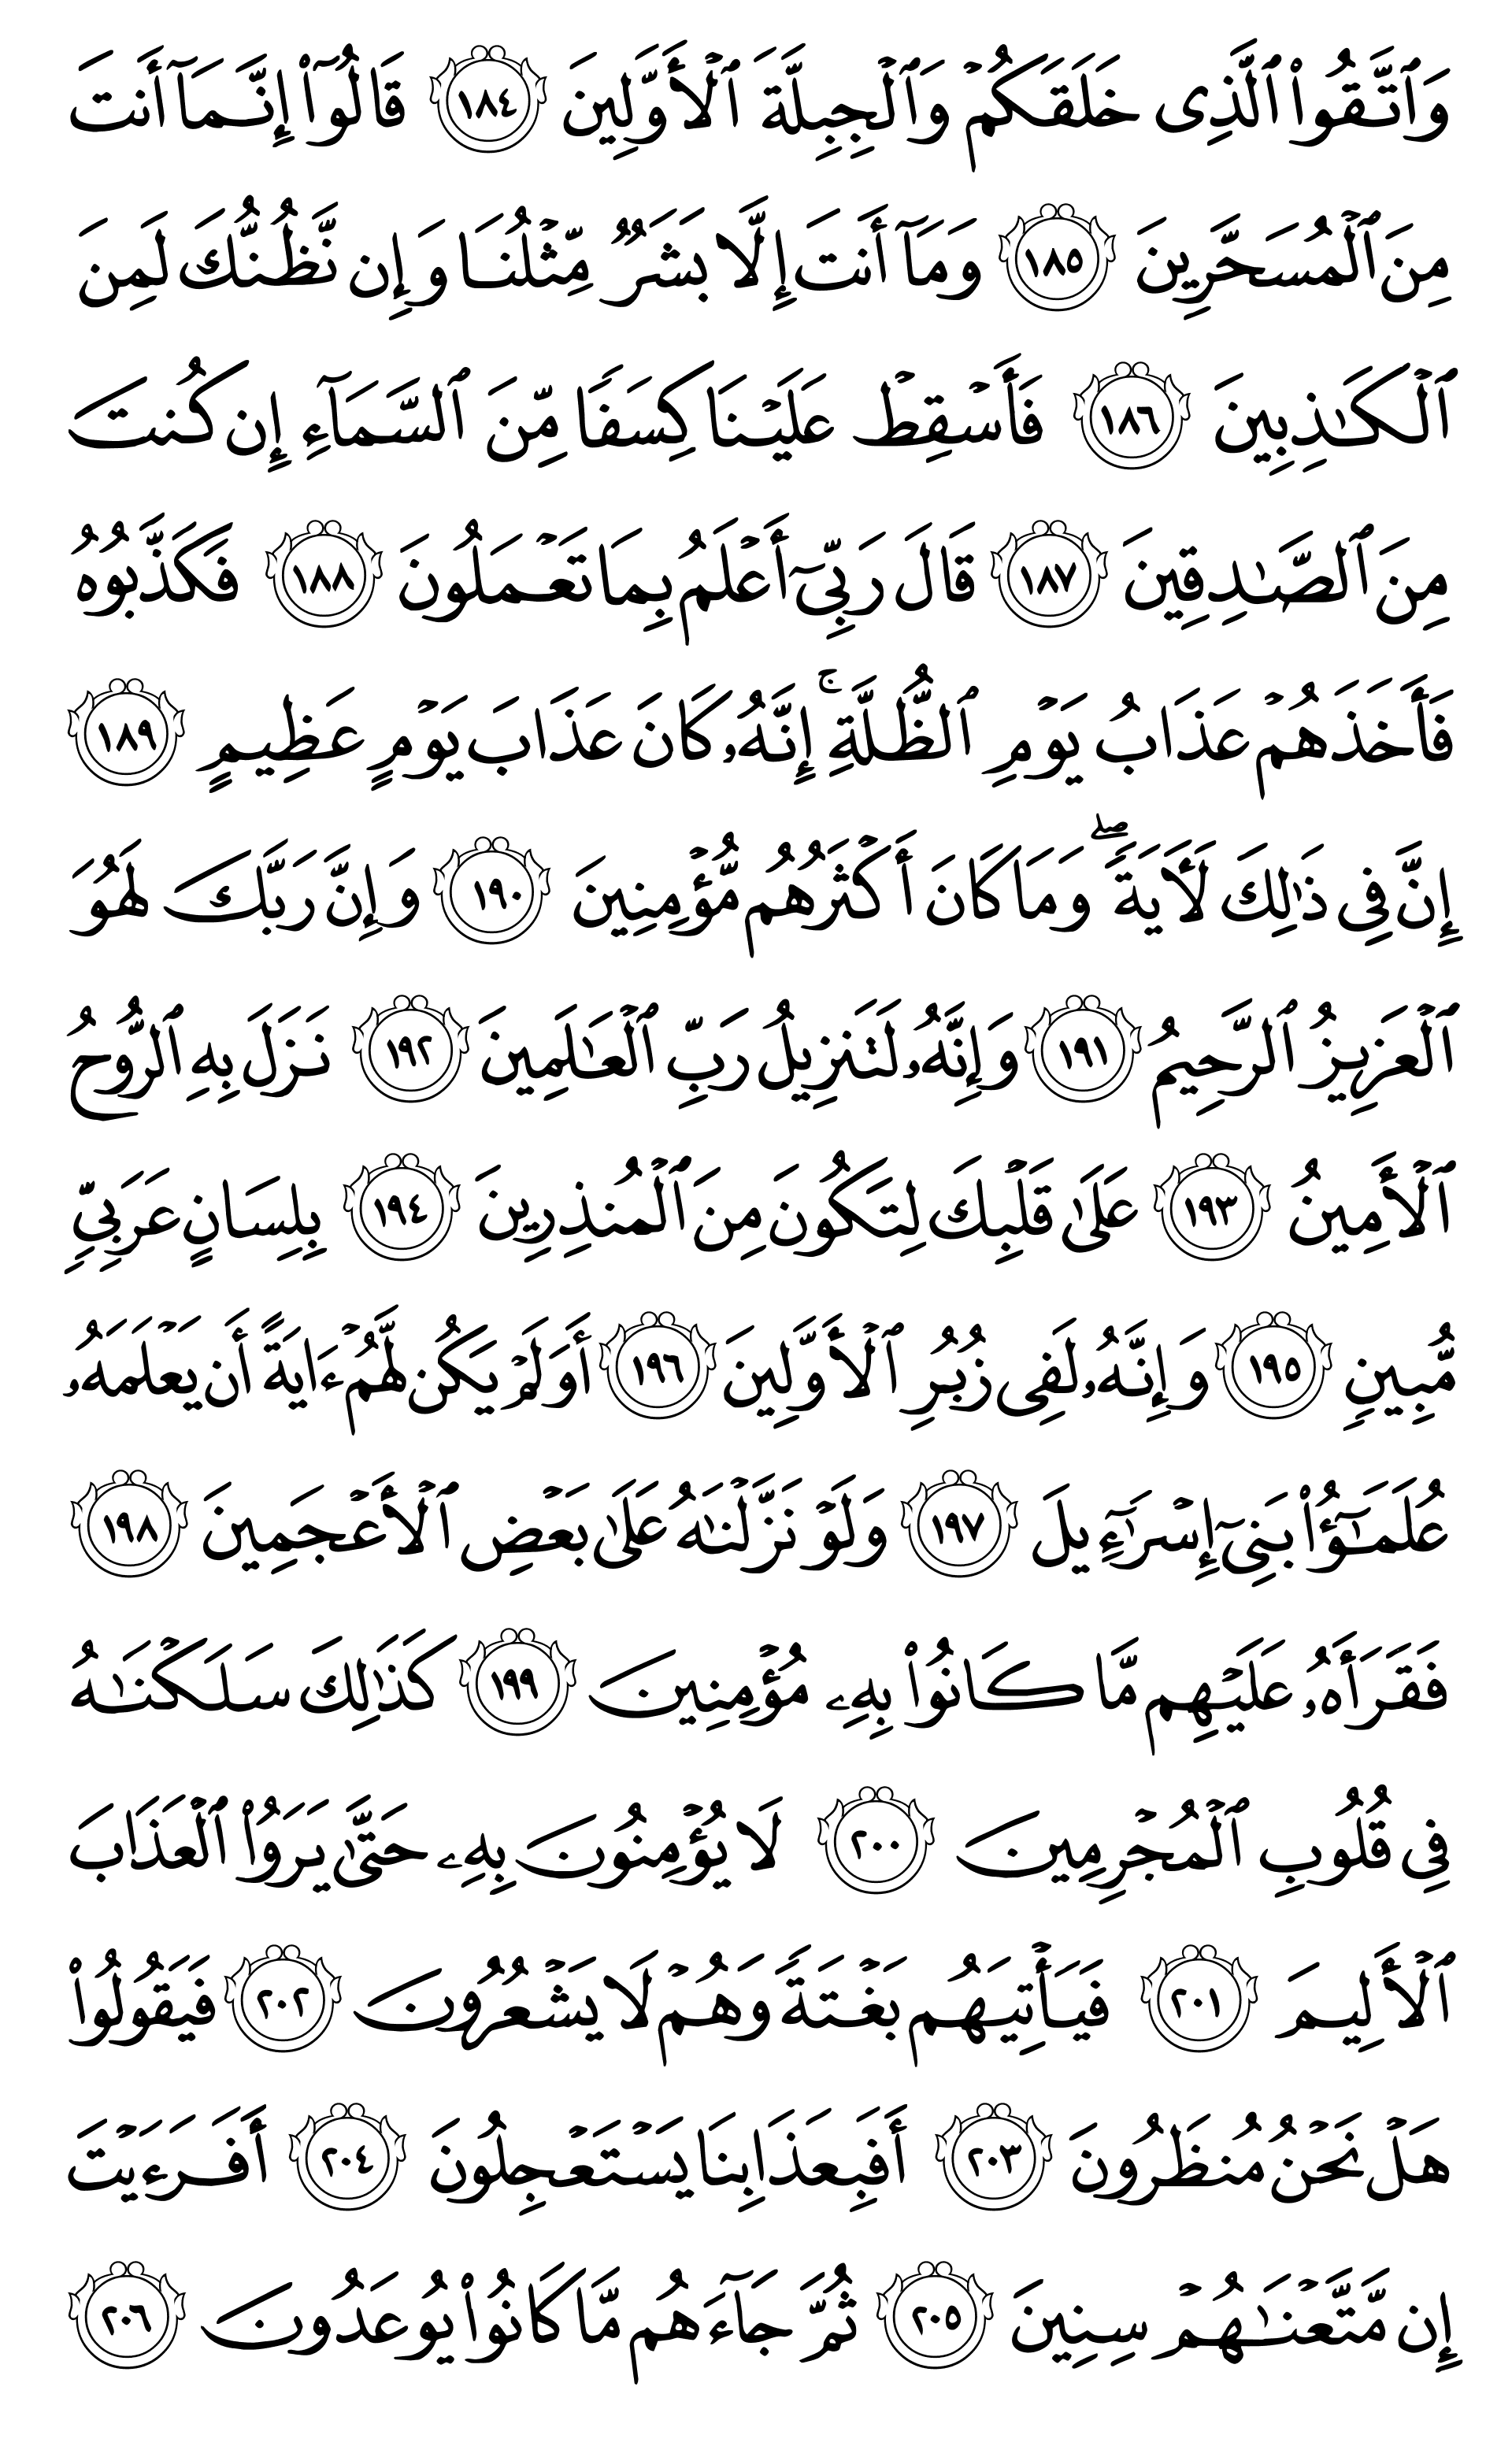 وَٱتَّقُوا۟ ٱلَّذِى خَلَقَكُمْ وَٱلْجِبِلَّةَ ٱلْأَوَّلِينَ ١٨٤ قَالُوٓا۟ إِنَّمَآ أَنتَ
مِنَ ٱلْمُسَحَّرِينَ ١٨٥ وَمَآ أَنتَ إِلَّا بَشَرٌ مِّثْلُنَا وَإِن نَّظُنُّكَ لَمِنَ
ٱلْكَـٰذِبِينَ ١٨٦ فَأَسْقِطْ عَلَيْنَا كِسَفًا مِّنَ ٱلسَّمَآءِ إِن كُنتَ
مِنَ ٱلصَّـٰدِقِينَ ١٨٧ قَالَ رَبِّىٓ أَعْلَمُ بِمَا تَعْمَلُونَ ١٨٨ فَكَذَّبُوهُ
فَأَخَذَهُمْ عَذَابُ يَوْمِ ٱلظُّلَّةِ ۚ إِنَّهُۥ كَانَ عَذَابَ يَوْمٍ عَظِيمٍ ١٨٩
إِنَّ فِى ذَٰلِكَ لَـَٔايَةً ۖ وَمَا كَانَ أَكْثَرُهُم مُّؤْمِنِينَ ١٩٠ وَإِنَّ رَبَّكَ لَهُوَ
ٱلْعَزِيزُ ٱلرَّحِيمُ ١٩١ وَإِنَّهُۥ لَتَنزِيلُ رَبِّ ٱلْعَـٰلَمِينَ ١٩٢ نَزَلَ بِهِ ٱلرُّوحُ
ٱلْأَمِينُ ١٩٣ عَلَىٰ قَلْبِكَ لِتَكُونَ مِنَ ٱلْمُنذِرِينَ ١٩٤ بِلِسَانٍ عَرَبِىٍّ
مُّبِينٍ ١٩٥ وَإِنَّهُۥ لَفِى زُبُرِ ٱلْأَوَّلِينَ ١٩٦ أَوَلَمْ يَكُن لَّهُمْ ءَايَةً أَن يَعْلَمَهُۥ
عُلَمَـٰٓؤُا۟ بَنِىٓ إِسْرَٰٓءِيلَ ١٩٧ وَلَوْ نَزَّلْنَـٰهُ عَلَىٰ بَعْضِ ٱلْأَعْجَمِينَ ١٩٨
فَقَرَأَهُۥ عَلَيْهِم مَّا كَانُوا۟ بِهِۦ مُؤْمِنِينَ ١٩٩ كَذَٰلِكَ سَلَكْنَـٰهُ
فِى قُلُوبِ ٱلْمُجْرِمِينَ ٢٠٠ لَا يُؤْمِنُونَ بِهِۦ حَتَّىٰ يَرَوُا۟ ٱلْعَذَابَ
ٱلْأَلِيمَ ٢٠١ فَيَأْتِيَهُم بَغْتَةً وَهُمْ لَا يَشْعُرُونَ ٢٠٢ فَيَقُولُوا۟
هَلْ نَحْنُ مُنظَرُونَ ٢٠٣ أَفَبِعَذَابِنَا يَسْتَعْجِلُونَ ٢٠٤ أَفَرَءَيْتَ
إِن مَّتَّعْنَـٰهُمْ سِنِينَ ٢٠٥ ثُمَّ جَآءَهُم مَّا كَانُوا۟ يُوعَدُونَ ٢٠٦